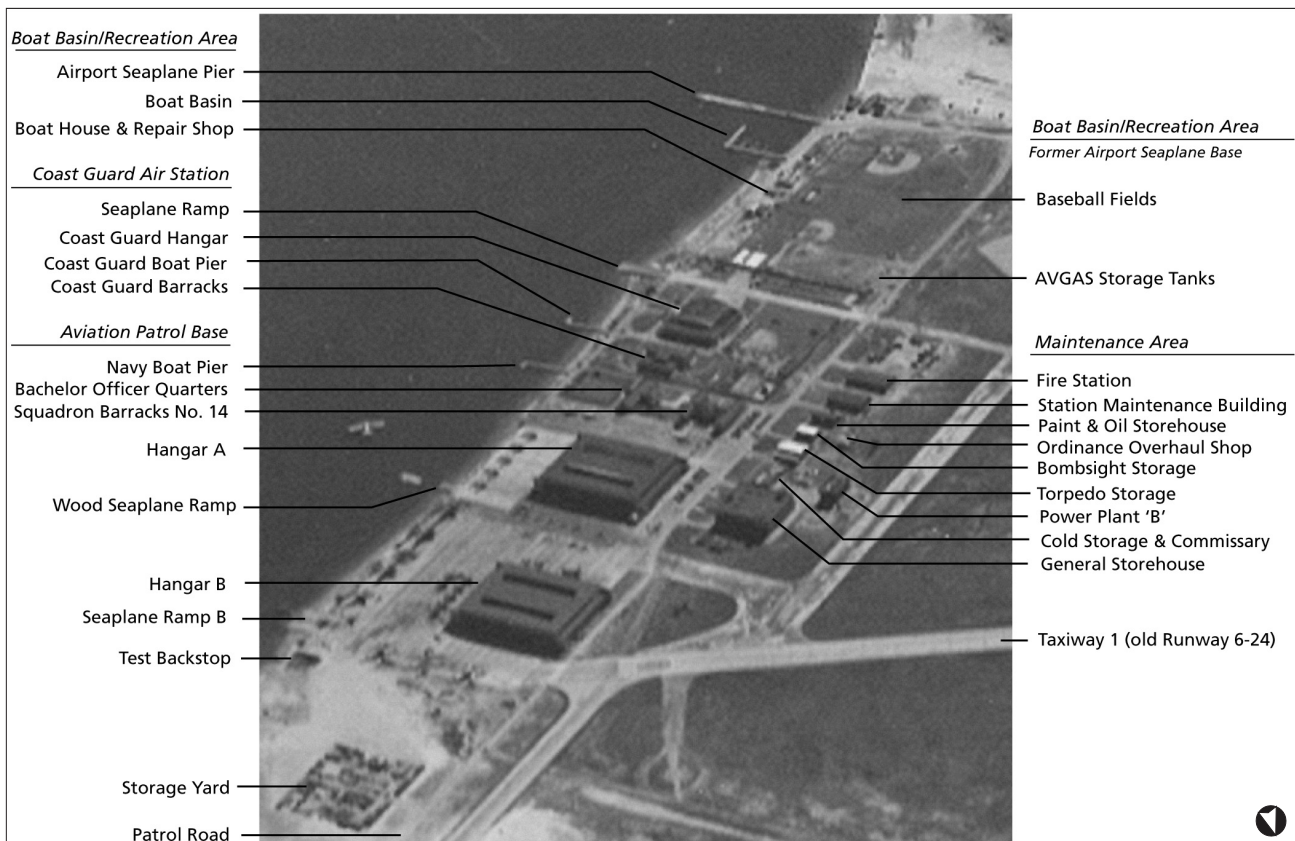 Boat Basin/Recreation Area
Airport Seaplane Pier
Boat Basin
Boat House & Repair Shop
Coast Guard Air Station
Seaplane Ramp
Coast Guard Hangar
Coast Guard Boat Pier
Coast Guard Barracks
Aviation Patrol Base
Navy Boat Pier
Bachelor Officer Quarters
Squadron Barracks No. 14
Hangar A
Wood Seaplane Ramp
Hangar B
Seaplane Ramp B
Test Backstop
Storage Yard
Patrol Road
Boat Basin/Recreation Area
Former Airport Seaplane Base
Baseball Fields
AVGAS Storage Tanks
Maintenance Area
Fire Station
Station Maintenance Building
Paint & Oil Storehouse
Ordinance Overhaul Shop
Bombsight Storage
Torpedo Storage
Power Plant ‘B’
Cold Storage & Commissary
General Storehouse
Taxiway 1 (old Runway 6-24)